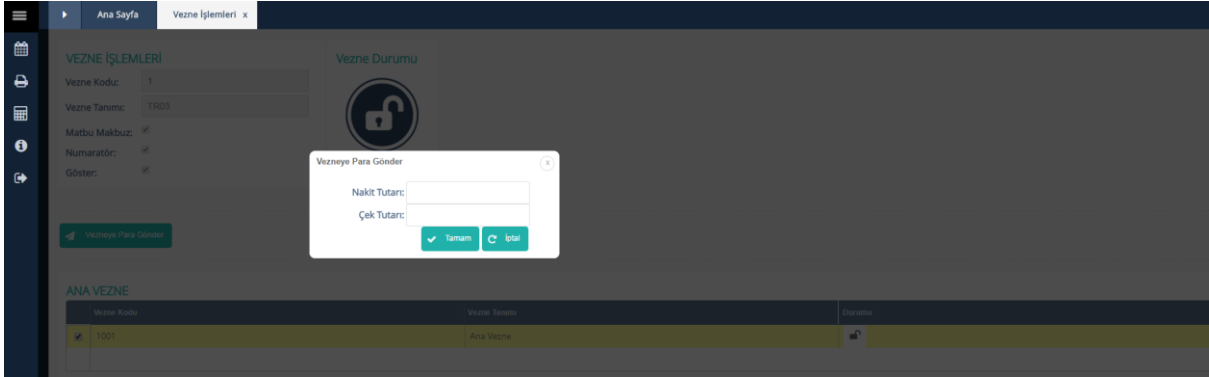 Ana Sayfa
Vezne İşlemleri x
VEZNE İŞLEMLERİ
Vezne Durumu
Vezne Kodu: 1
Vezne Tanımı: TR03
Matbu Makbuz:
Numaratör:
Göster:
Vezneye Para Gönder
x
Nakit Tutarı:
Çek Tutarı:
Tamam
İptal
Vezneye Para Gönder
ANA VEZNE
Vezne Kodu Vezne Tanımı Durumu
1001 Ana Vezne